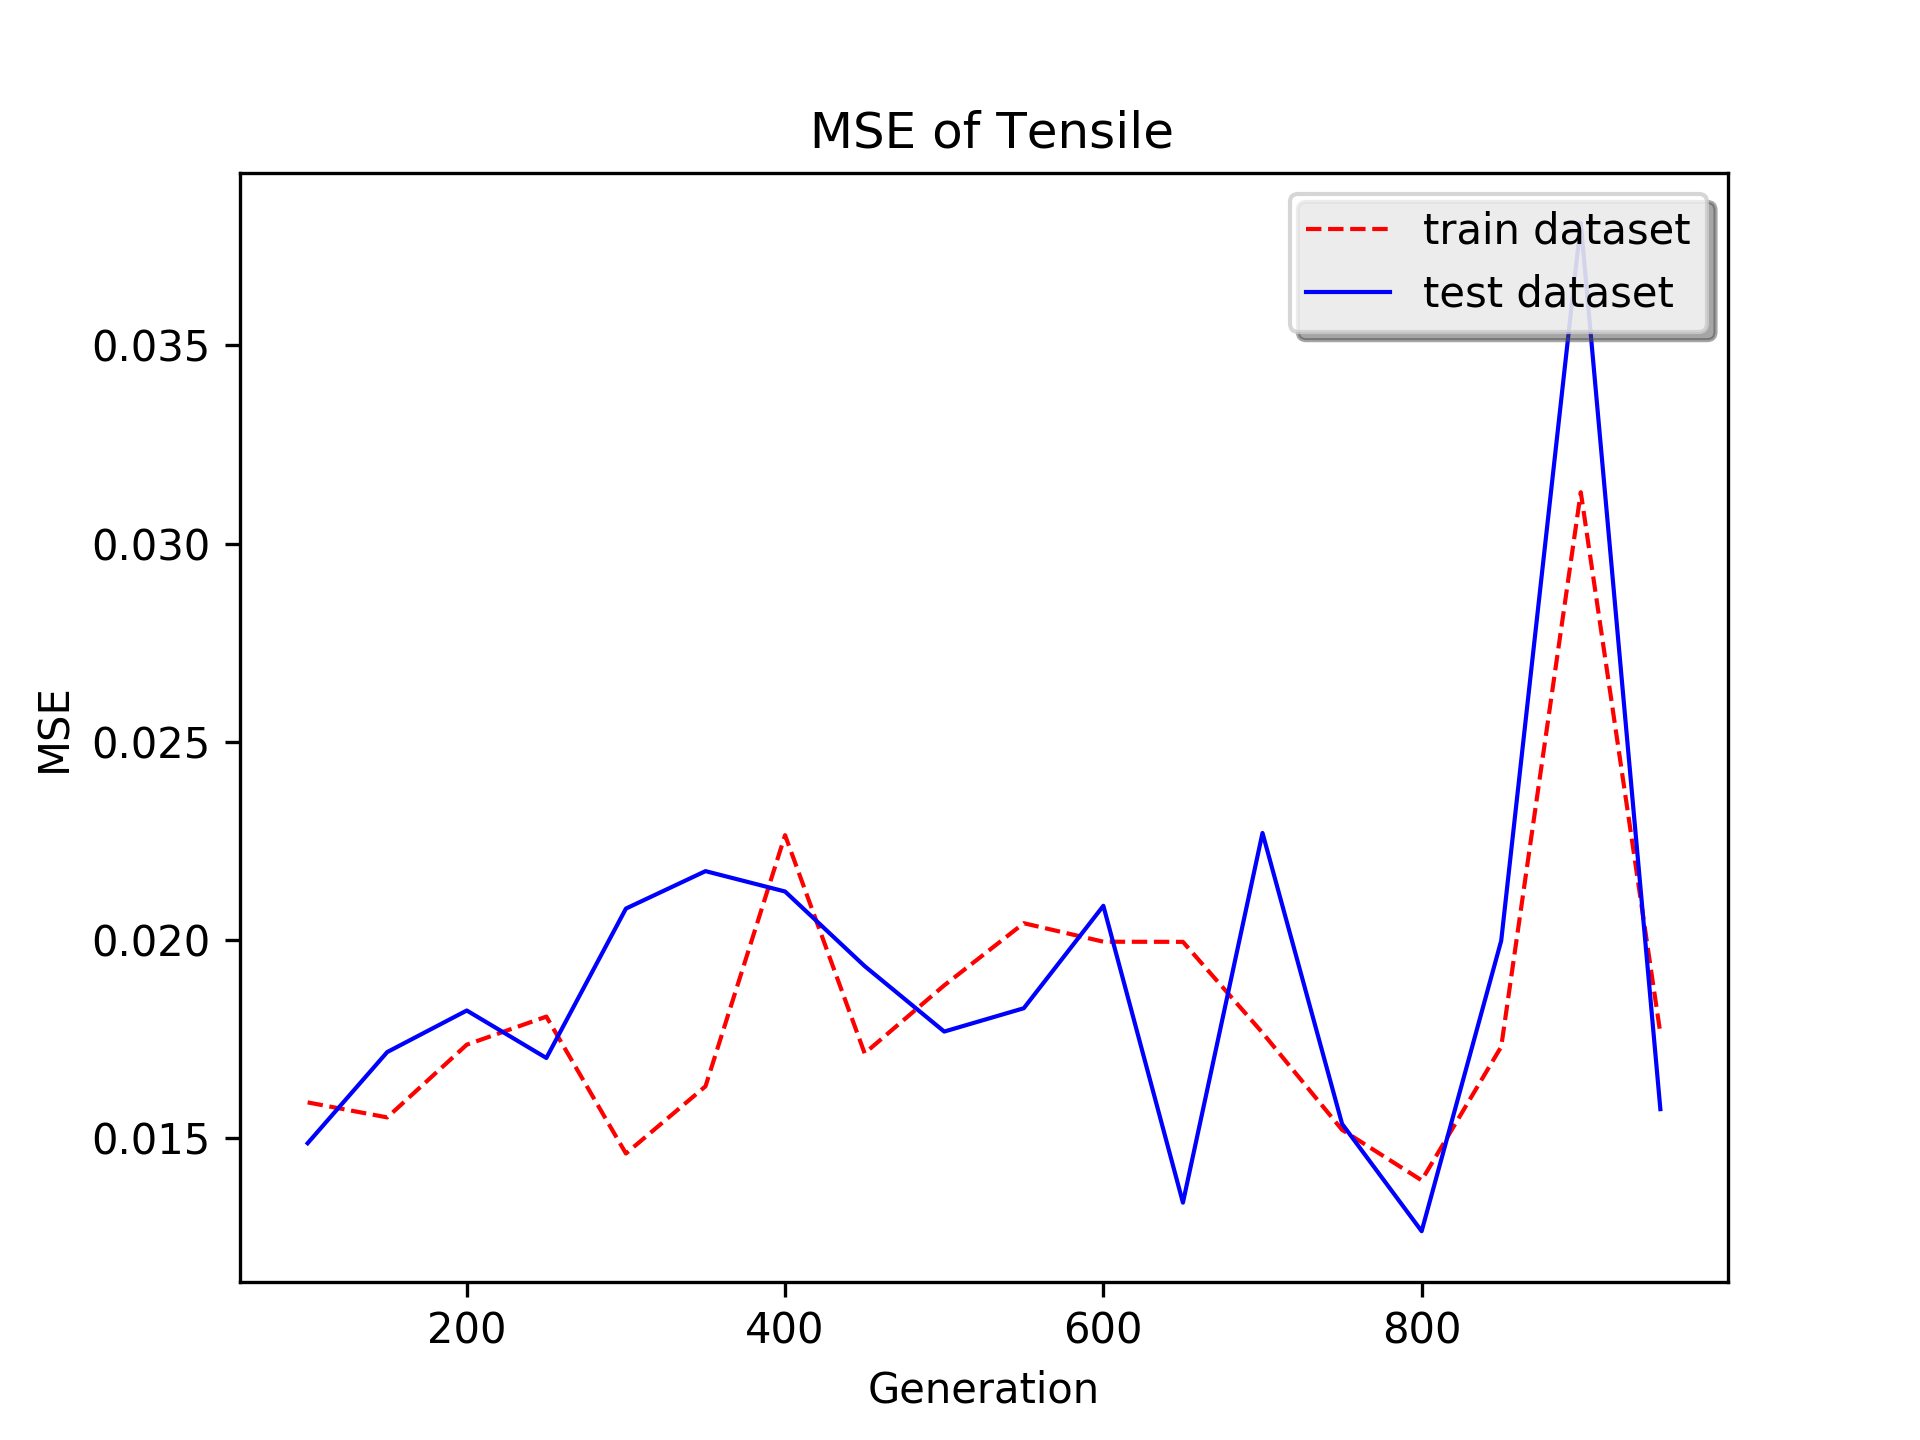 MSE of Tensile
train dataset
test dataset
0.035
0.030
0.025
0.020
0.015
MSE
200 400 600 800
Generation